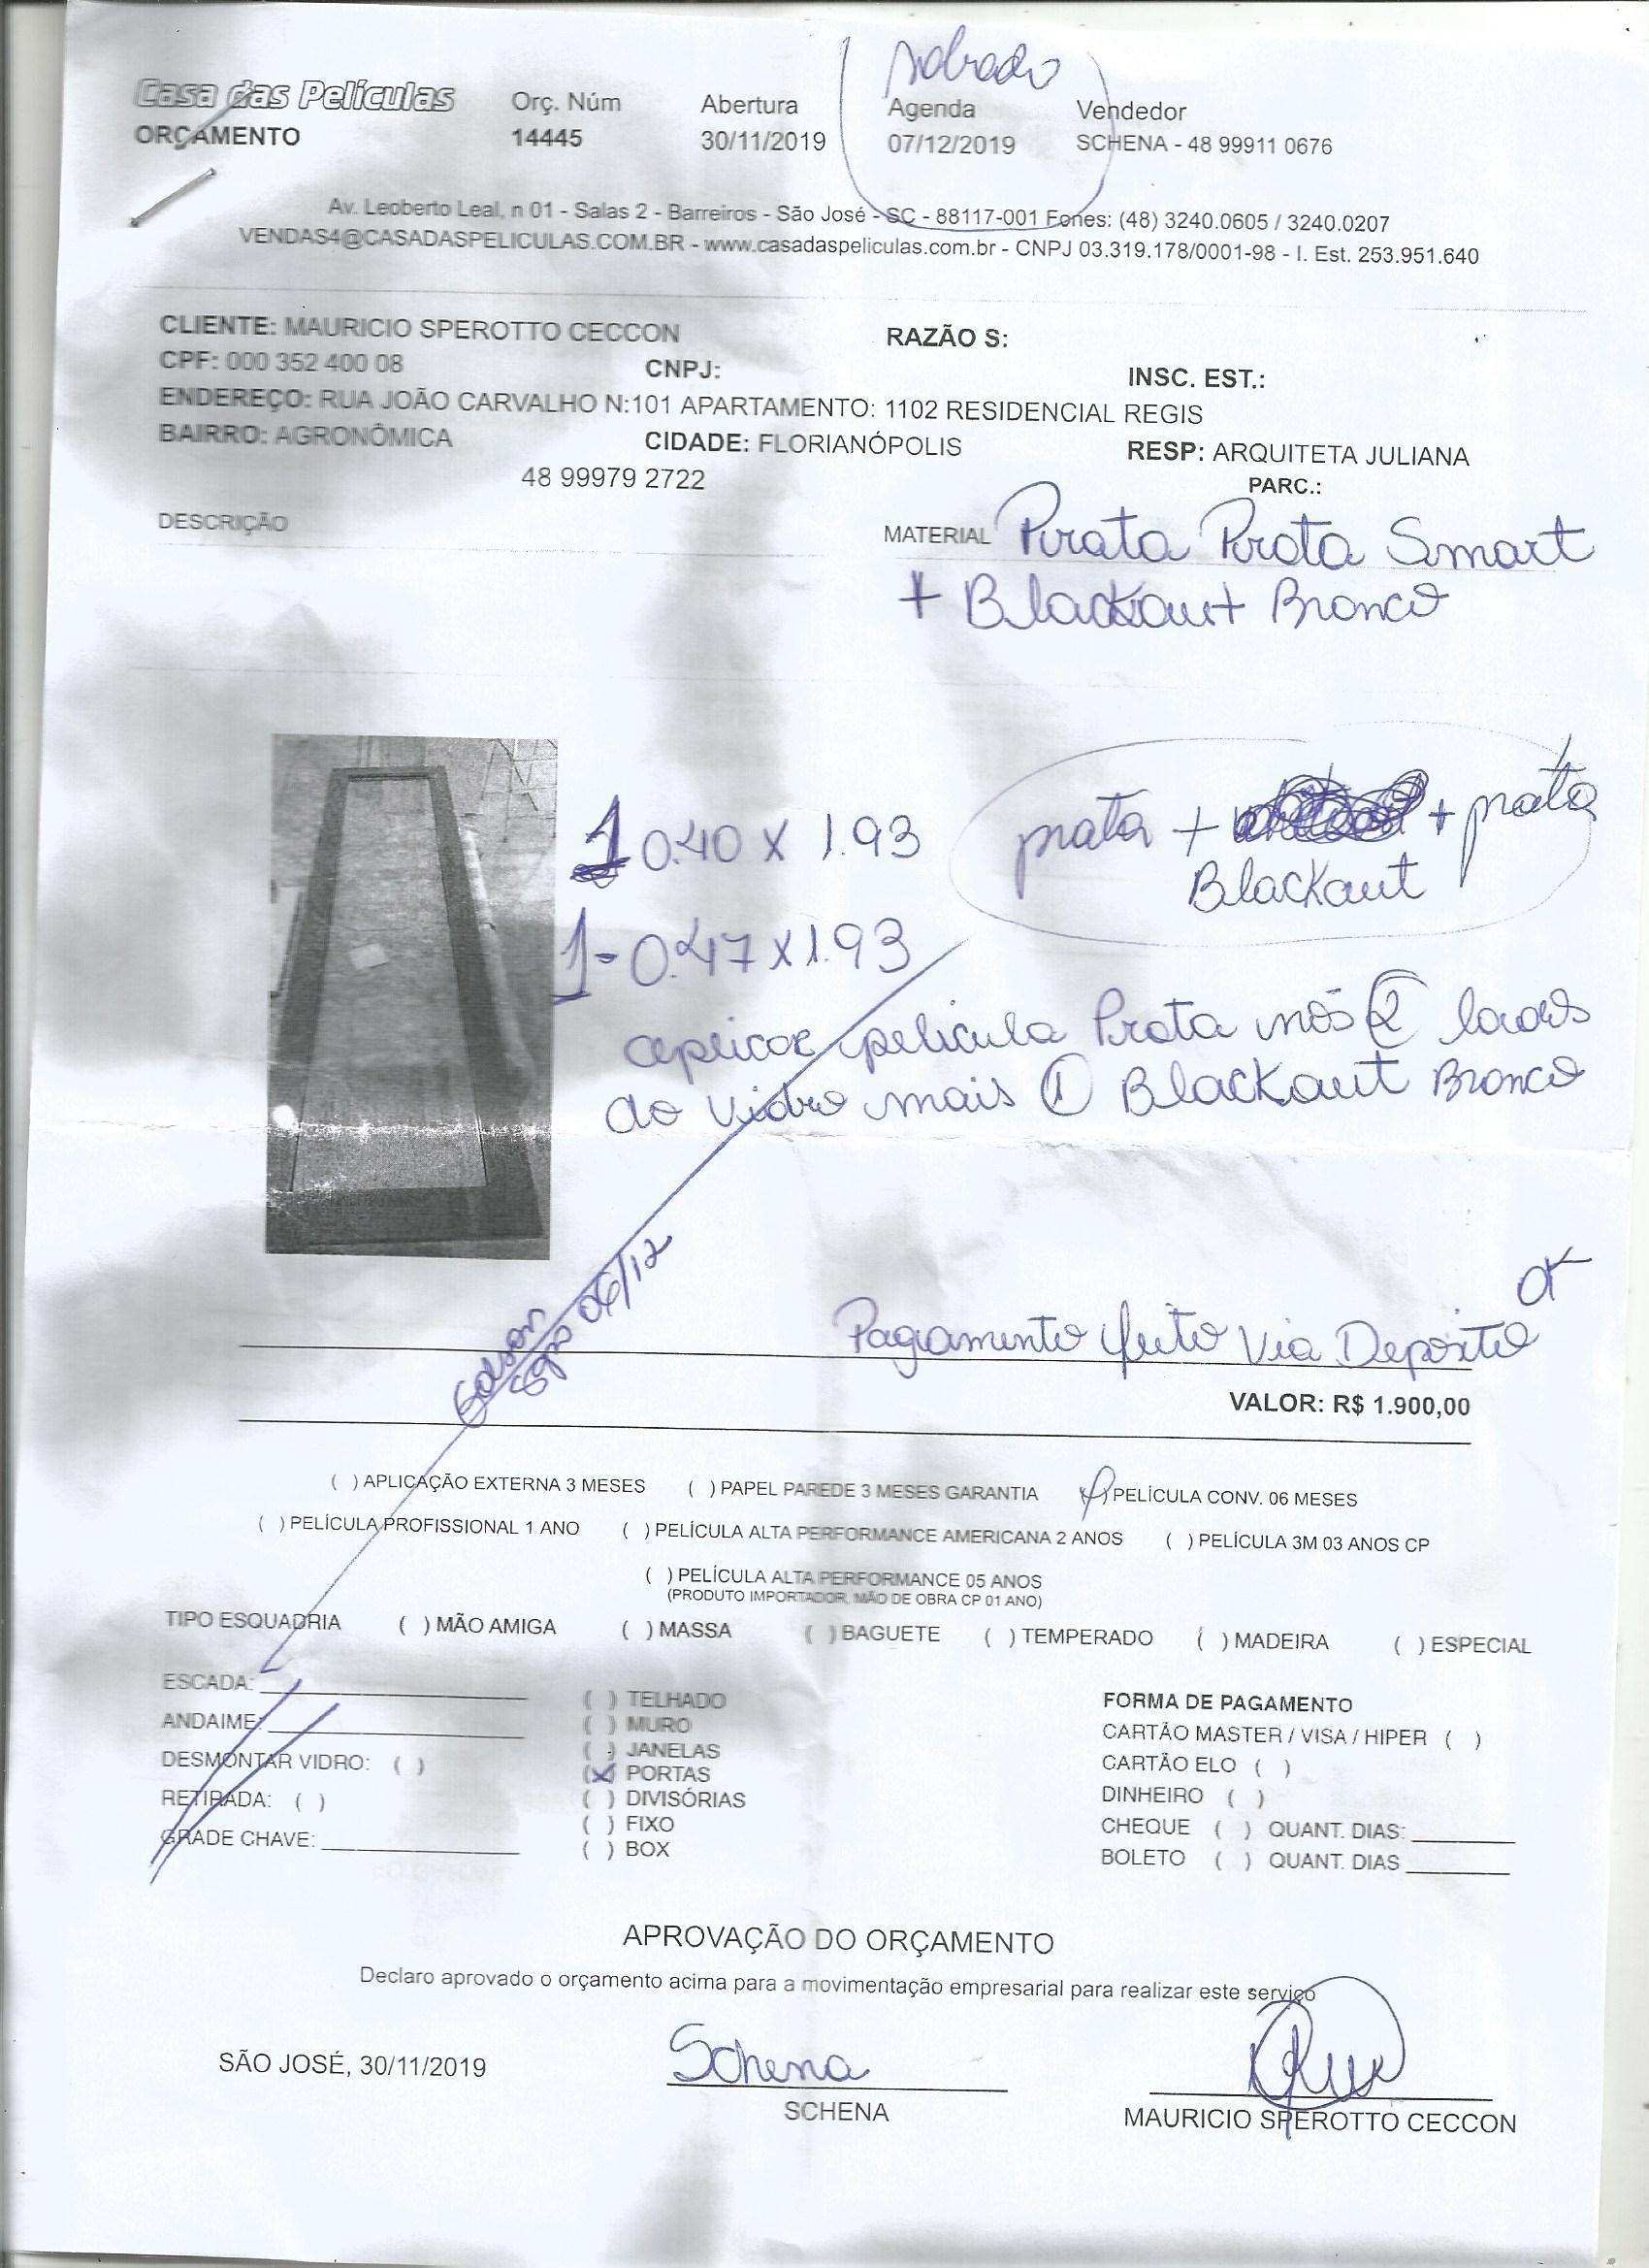 sabado
Casa das Películas Orç. Núm Abertura Agenda Vendedor
ORÇAMENTO 14445 30/11/2019 07/12/2019 SCHENA - 48 99911 0676
Av. Leoberto Leal, n 01 - Salas 2 - Barreiros - São José - SC - 88117-001 Fones: (48) 3240.0605 / 3240.0207
VENDAS4@CASADASPELICULAS.COM.BR - www.casadaspeliculas.com.br - CNPJ 03.319.178/0001-98 - I. Est. 253.951.640
CLIENTE: MAURICIO SPEROTTO CECCON RAZÃO S:
CPF: 000 352 400 08 CNPJ: INSC. EST.:
ENDEREÇO: RUA JOÃO CARVALHO N:101 APARTAMENTO: 1102 RESIDENCIAL REGIS
BAIRRO: AGRONÔMICA CIDADE: FLORIANÓPOLIS RESP: ARQUITETA JULIANA
48 99979 2722 PARC.:
DESCRIÇÃO MATERIAL Prata Prata Smart
+ Blackaut Branco
1 0.40 x 1.93 prata + + prata
Blackaut
1- 0.47 x 1.93
aplicar pelicula Prata nos 2 lados
do vidro mais 1 Blackaut Branco
Edson
06/12
ok
Pagamento feito Via Deposito
VALOR: R$ 1.900,00
( ) APLICAÇÃO EXTERNA 3 MESES ( ) PAPEL PAREDE 3 MESES GARANTIA ( ) PELÍCULA CONV. 06 MESES
( ) PELÍCULA PROFISSIONAL 1 ANO ( ) PELÍCULA ALTA PERFORMANCE AMERICANA 2 ANOS ( ) PELÍCULA 3M 03 ANOS CP
( ) PELÍCULA ALTA PERFORMANCE 05 ANOS
(PRODUTO IMPORTADOR, MÃO DE OBRA CP 01 ANO)
TIPO ESQUADRIA ( ) MÃO AMIGA ( ) MASSA ( ) BAGUETE ( ) TEMPERADO ( ) MADEIRA ( ) ESPECIAL
ESCADA:
ANDAIME:
DESMONTAR VIDRO: ( )
RETIRADA: ( )
GRADE CHAVE:
( ) TELHADO
( ) MURO
( ) JANELAS
(X) PORTAS
( ) DIVISÓRIAS
( ) FIXO
( ) BOX
FORMA DE PAGAMENTO
CARTÃO MASTER / VISA / HIPER ( )
CARTÃO ELO ( )
DINHEIRO ( )
CHEQUE ( ) QUANT. DIAS:
BOLETO ( ) QUANT. DIAS
APROVAÇÃO DO ORÇAMENTO
Declaro aprovado o orçamento acima para a movimentação empresarial para realizar este serviço
SÃO JOSÉ, 30/11/2019 Schena
SCHENA MAURICIO SPEROTTO CECCON